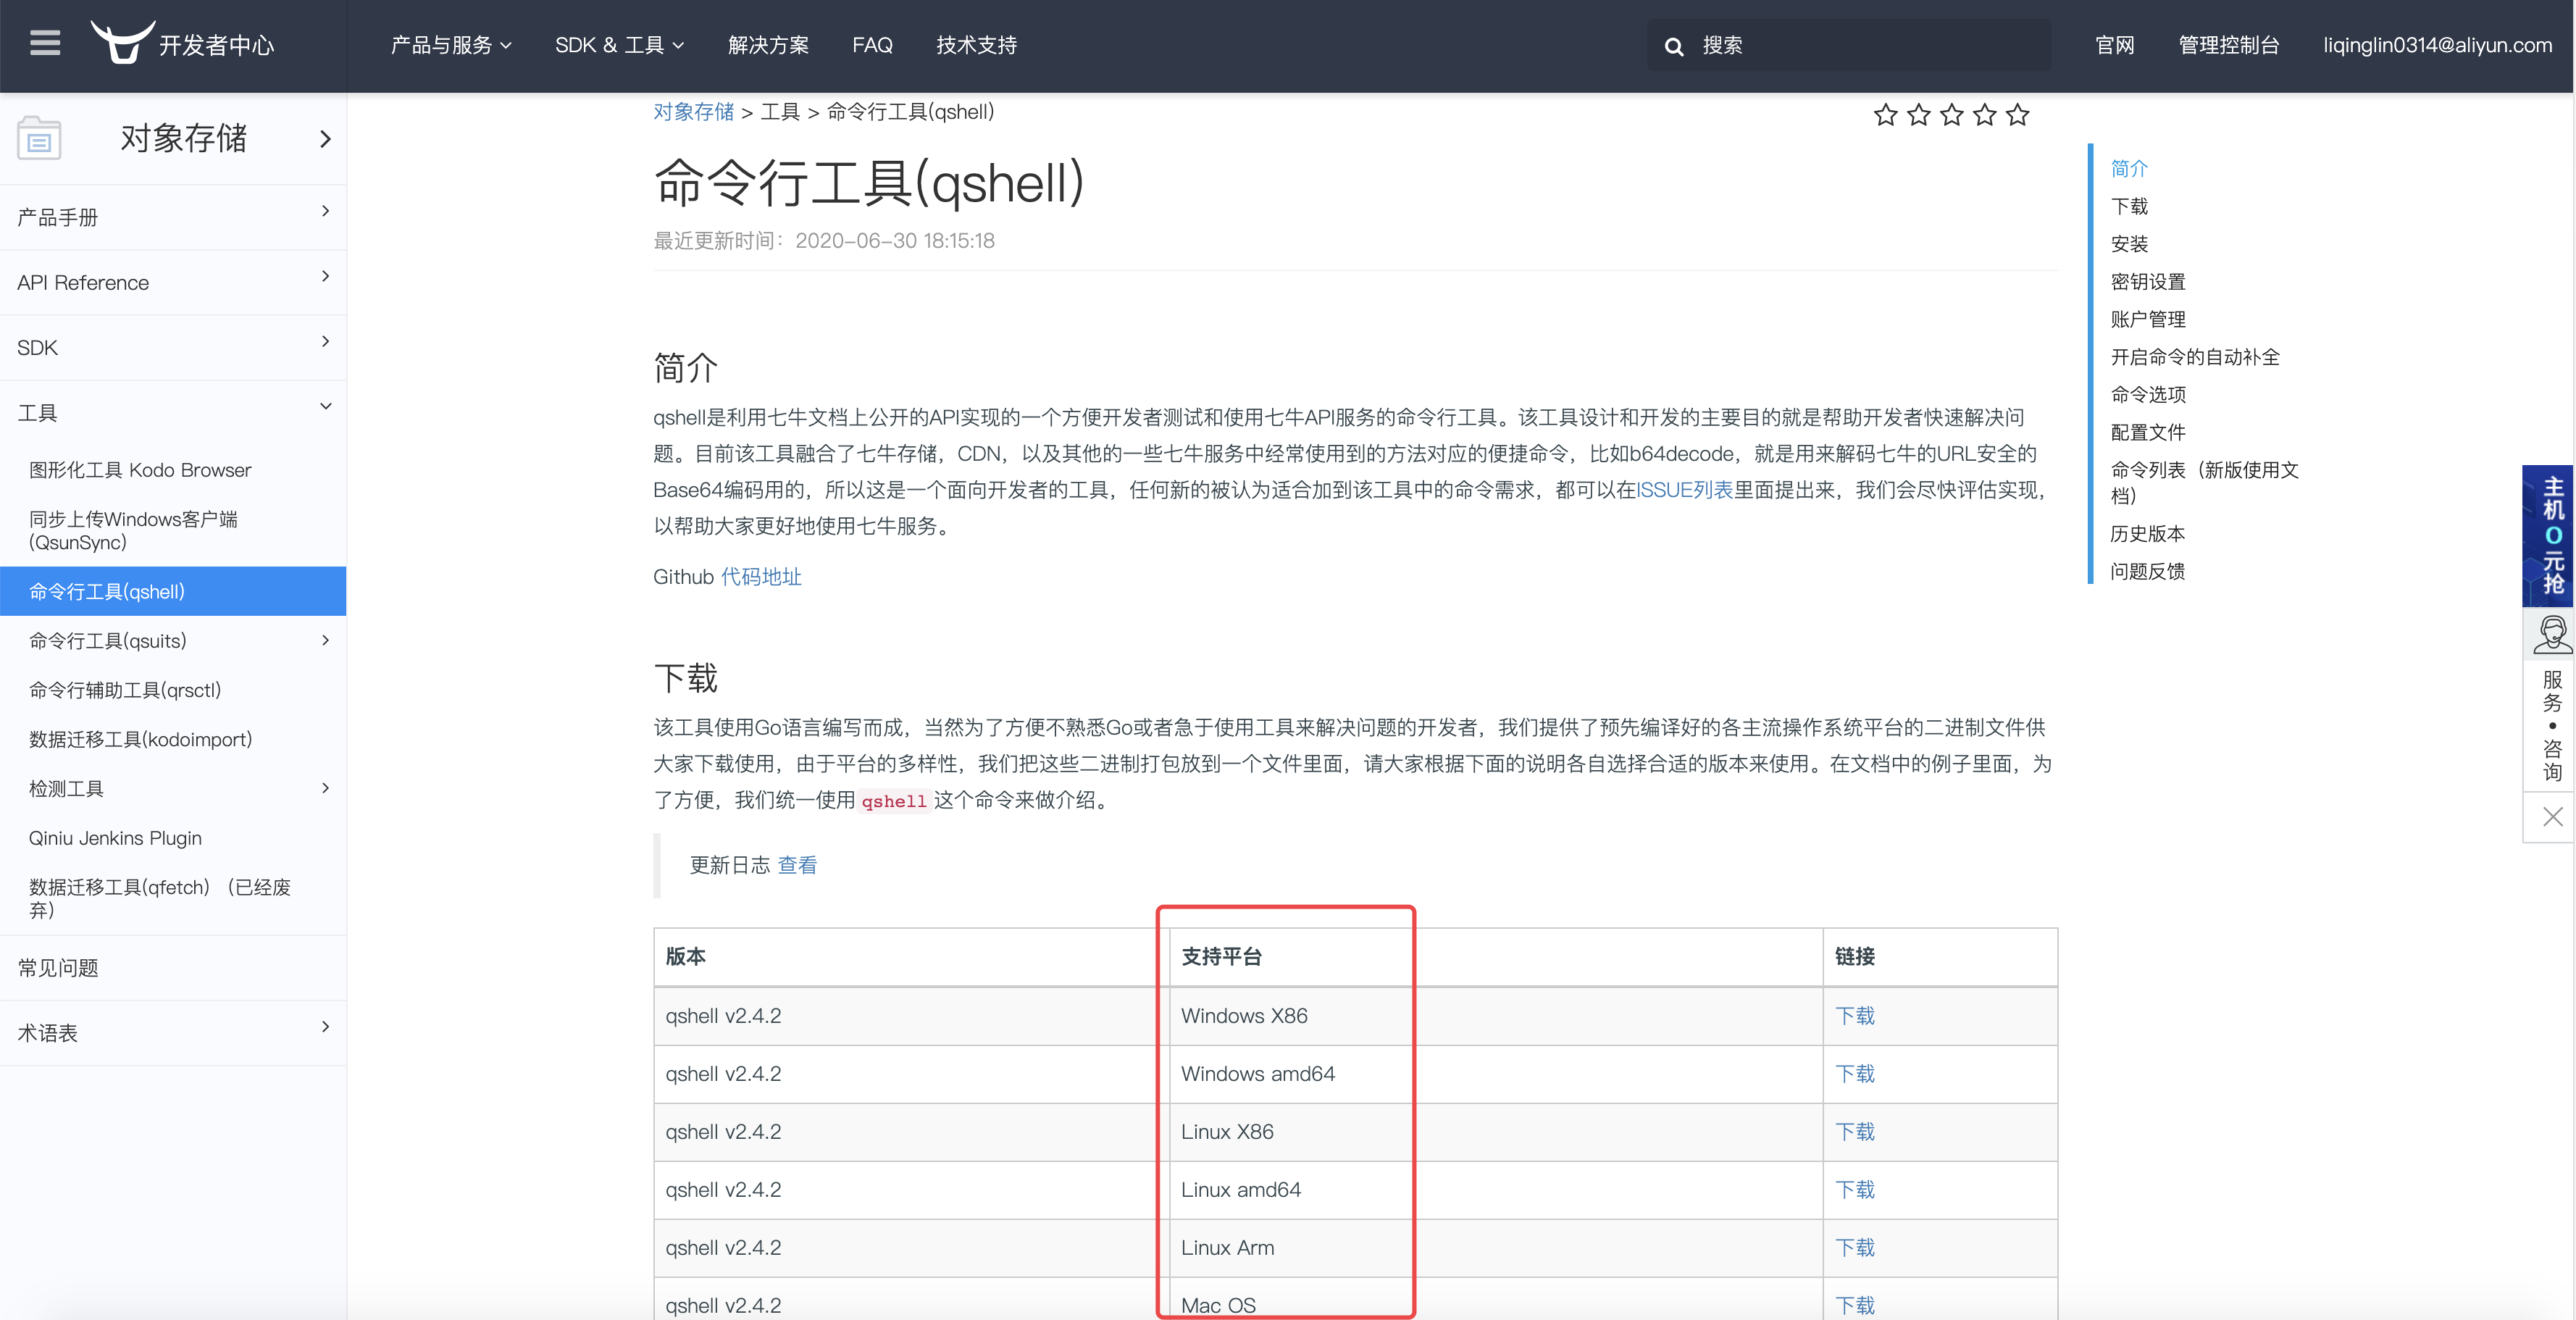 开发者中心
产品与服务
SDK & 工具
解决方案
FAQ
技术支持
搜索
官网
管理控制台
liqinglin0314@aliyun.com
对象存储
产品手册
API Reference
SDK
工具
图形化工具 Kodo Browser
同步上传Windows客户端
(QsunSync)
命令行工具(qshell)
命令行工具(qsuits)
命令行辅助工具(qrsctl)
数据迁移工具(kodoimport)
检测工具
Qiniu Jenkins Plugin
数据迁移工具(qfetch)（已经废
弃)
常见问题
术语表
对象存储 > 工具 > 命令行工具(qshell)
命令行工具(qshell)
最近更新时间：2020-06-30 18:15:18
简介
qshell是利用七牛文档上公开的API实现的一个方便开发者测试和使用七牛API服务的命令行工具。该工具设计和开发的主要目的就是帮助开发者快速解决问
题。目前该工具融合了七牛存储，CDN，以及其他的一些七牛服务中经常使用到的方法对应的便捷命令，比如b64decode，就是用来解码七牛的URL安全的
Base64编码用的，所以这是一个面向开发者的工具，任何新的被认为适合加到该工具中的命令需求，都可以在ISSUE列表里面提出来，我们会尽快评估实现，
以帮助大家更好地使用七牛服务。
Github 代码地址
下载
该工具使用Go语言编写而成，当然为了方便不熟悉Go或者急于使用工具来解决问题的开发者，我们提供了预先编译好的各主流操作系统平台的二进制文件供
大家下载使用，由于平台的多样性，我们把这些二进制打包放到一个文件里面，请大家根据下面的说明各自选择合适的版本来使用。在文档中的例子里面，为
了方便，我们统一使用 qshell 这个命令来做介绍。
更新日志 查看
版本 支持平台 链接
qshell v2.4.2 Windows X86 下载
qshell v2.4.2 Windows amd64 下载
qshell v2.4.2 Linux X86 下载
qshell v2.4.2 Linux amd64 下载
qshell v2.4.2 Linux Arm 下载
qshell v2.4.2 Mac OS 下载
简介
下载
安装
密钥设置
账户管理
开启命令的自动补全
命令选项
配置文件
命令列表（新版使用文
档）
历史版本
问题反馈
主机0元抢
服务•咨询